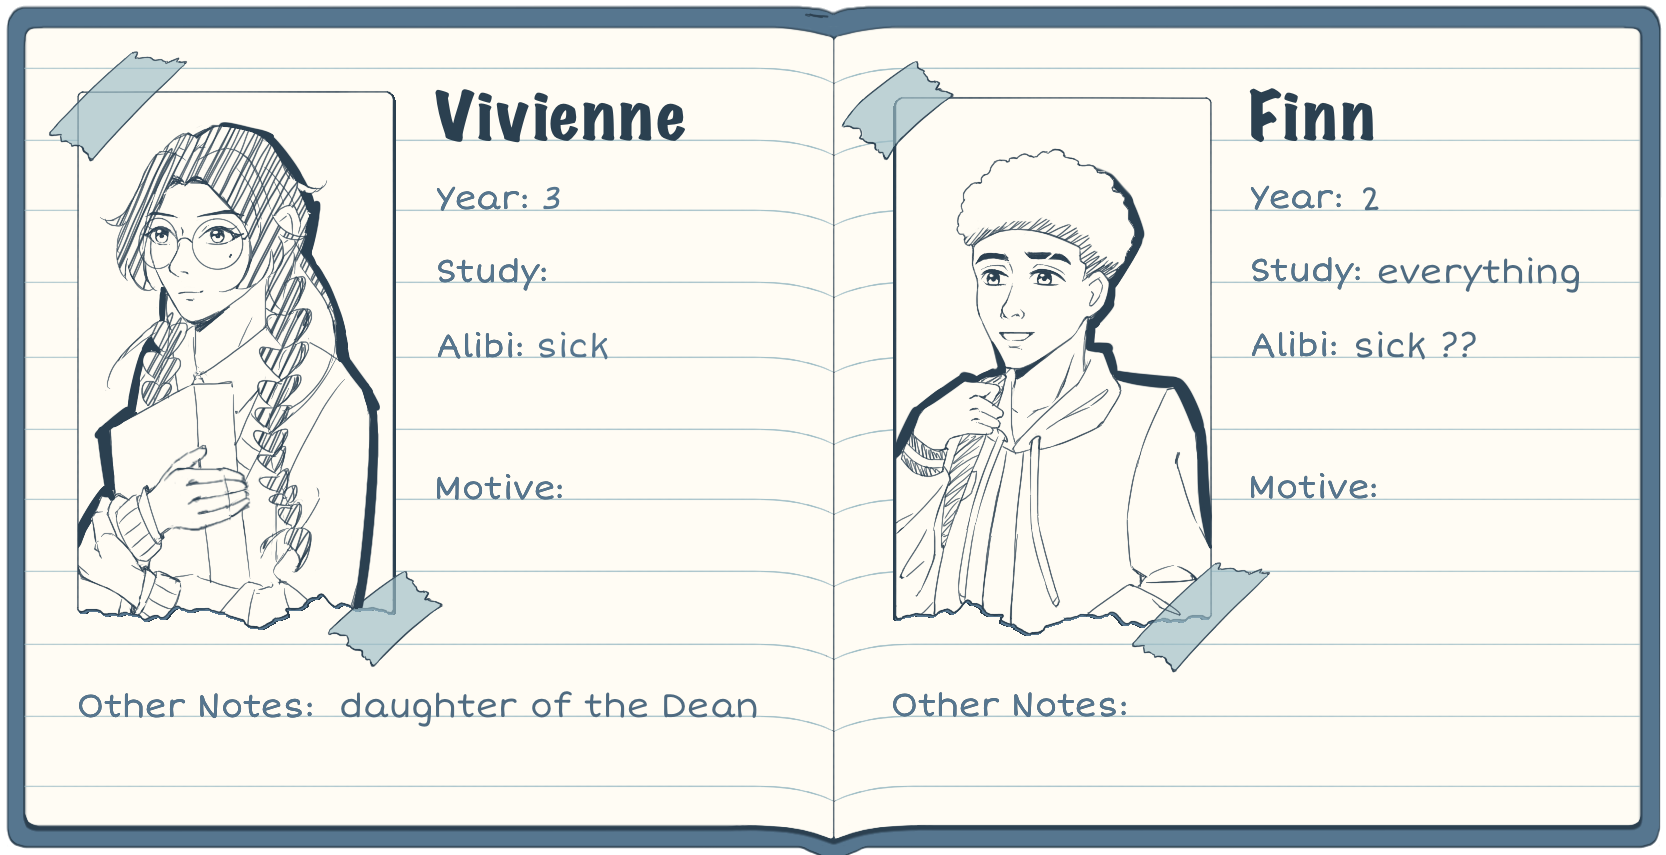 Vivienne
Year: 3
Study:
Alibi: sick
Motive:
Other Notes: daughter of the Dean
Finn
Year: 2
Study: everything
Alibi: sick ??
Motive:
Other Notes: